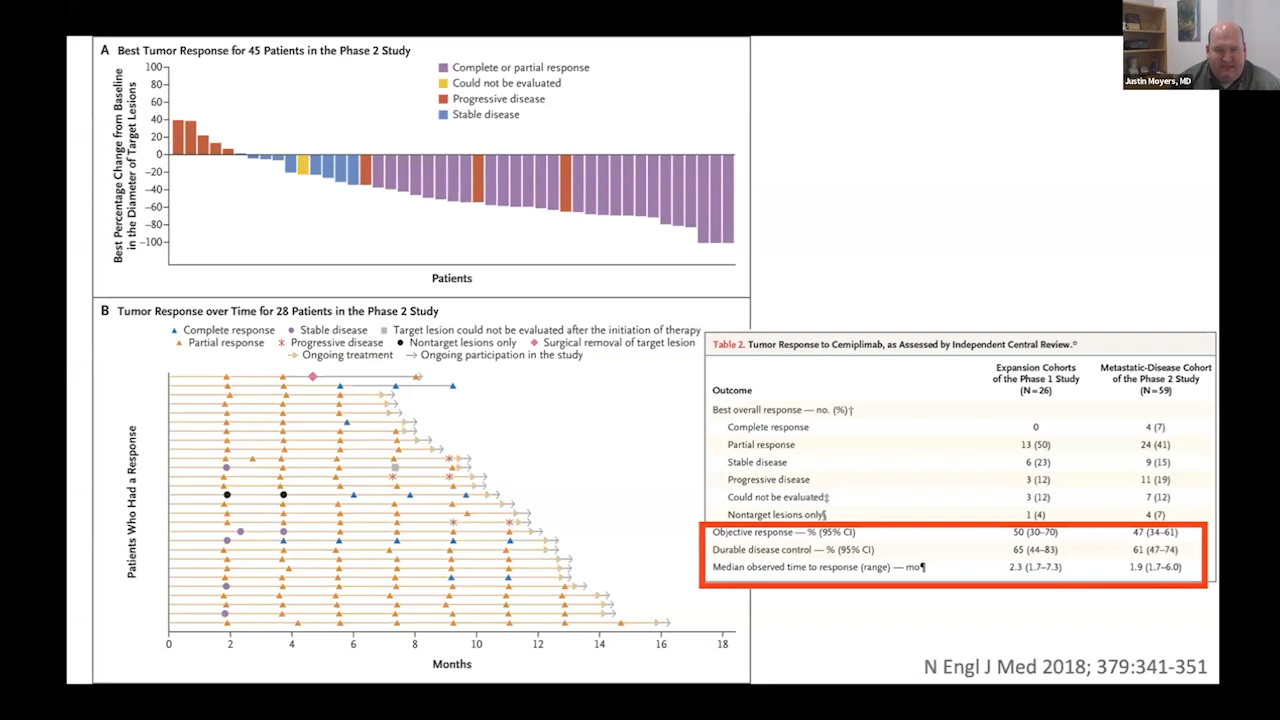 A Best Tumor Response for 45 Patients in the Phase 2 Study
Best Percentage Change from Baseline
in the Diameter of Target Lesions
100
80
60
40
20
0
−20
−40
−60
−80
−100
Complete or partial response
Could not be evaluated
Progressive disease
Stable disease
Patients
Justin Moyers, MD
B Tumor Response over Time for 28 Patients in the Phase 2 Study
Complete response Stable disease Target lesion could not be evaluated after the initiation of therapy
Partial response Progressive disease Nontarget lesions only Surgical removal of target lesion
Ongoing treatment Ongoing participation in the study
Patients Who Had a Response
0 2 4 6 8 10 12 14 16 18
Months
Table 2. Tumor Response to Cemiplimab, as Assessed by Independent Central Review.*
Outcome
Expansion Cohorts
of the Phase 1 Study
(N=26)
Metastatic-Disease Cohort
of the Phase 2 Study
(N=59)
Best overall response — no. (%)†
Complete response 0 4 (7)
Partial response 13 (50) 24 (41)
Stable disease 6 (23) 9 (15)
Progressive disease 3 (12) 11 (19)
Could not be evaluated‡ 3 (12) 7 (12)
Nontarget lesions only§ 1 (4) 4 (7)
Objective response — % (95% CI) 50 (30–70) 47 (34–61)
Durable disease control — % (95% CI) 65 (44–83) 61 (47–74)
Median observed time to response (range) — mo¶ 2.3 (1.7–7.3) 1.9 (1.7–6.0)
N Engl J Med 2018; 379:341-351